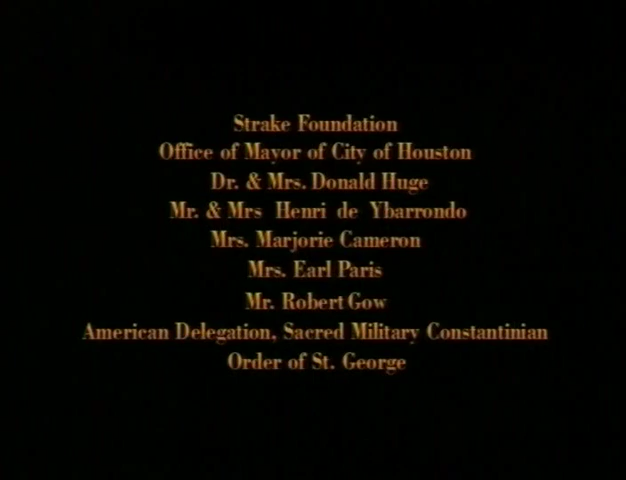 Strake Foundation
Office of Mayor of City of Houston
Dr. & Mrs. Donald Huge
Mr. & Mrs Henri de Ybarrondo
Mrs. Marjorie Cameron
Mrs. Earl Paris
Mr. Robert Gow
American Delegation, Sacred Military Constantinian
Order of St. George